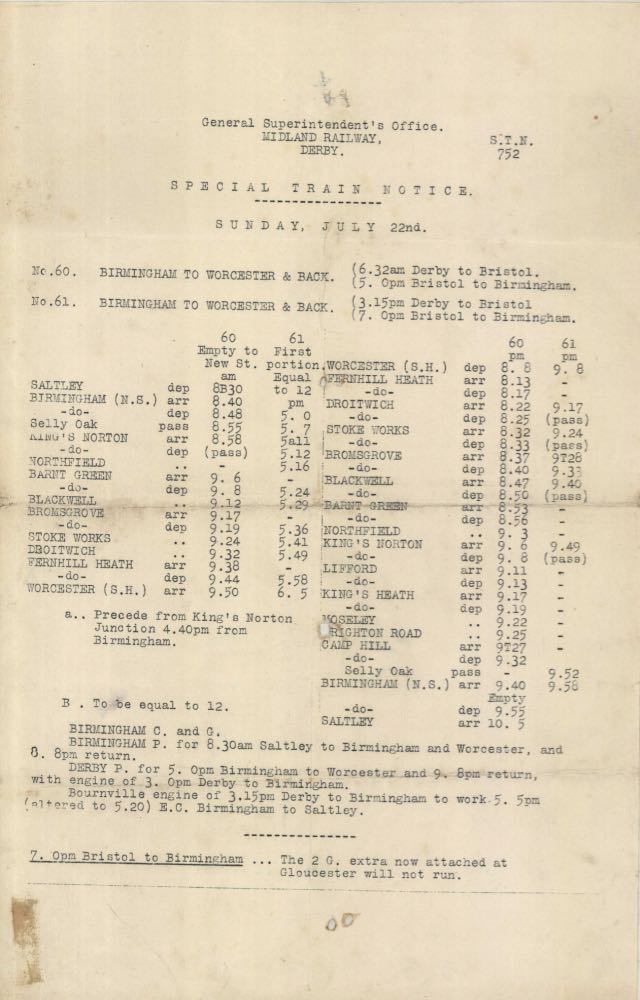 General Superintendent's Office.
MIDLAND RAILWAY,
DERBY.
S.T.N.
752
SPECIAL TRAIN NOTICE.
SUNDAY, JULY 22nd.
No.60. BIRMINGHAM TO WORCESTER & BACK. (6.32am Derby to Bristol.
(5. 0pm Bristol to Birmingham.
No.61. BIRMINGHAM TO WORCESTER & BACK. (3.15pm Derby to Bristol
(7. 0pm Bristol to Birmingham.
60 61
Empty to First
New St. portion.
am Equal
SALTLEY dep 8B30 to 12
BIRMINGHAM (N.S.) arr 8.40 pm
-do- dep 8.48 5. 0
Selly Oak pass 8.55 5. 7
KING'S NORTON arr 8.58 5a11
-do- dep (pass) 5.12
NORTHFIELD .. - 5.16
BARNT GREEN arr 9. 6 -
-do- dep 9. 8 5.24
BLACKWELL .. 9.12 5.29
BROMSGROVE arr 9.17 -
-do- dep 9.19 5.36
STOKE WORKS .. 9.24 5.41
DROITWICH .. 9.32 5.49
FERNHILL HEATH arr 9.38 -
-do- dep 9.44 5.58
WORCESTER (S.H.) arr 9.50 6. 5
a.. Precede from King's Norton
Junction 4.40pm from
Birmingham.
B . To be equal to 12.
60 61
pm pm
WORCESTER (S.H.) dep 8. 8 9. 8
FERNHILL HEATH arr 8.13 -
-do- dep 8.17 -
DROITWICH arr 8.22 9.17
-do- dep 8.25 (pass)
STOKE WORKS arr 8.32 9.24
-do- dep 8.33 (pass)
BROMSGROVE arr 8.37 9T28
-do- dep 8.40 9.33
BLACKWELL arr 8.47 9.40
-do- dep 8.50 (pass)
BARNT GREEN arr 8.53 -
-do- dep 8.56 -
NORTHFIELD .. 9. 3 -
KING'S NORTON arr 9. 6 9.49
-do- dep 9. 8 (pass)
LIFFORD arr 9.11 -
-do- dep 9.13 -
KING'S HEATH arr 9.17 -
-do- dep 9.19 -
MOSELEY .. 9.22 -
BRIGHTON ROAD .. 9.25 -
CAMP HILL arr 9T27 -
-do- dep 9.32
Selly Oak pass - 9.52
BIRMINGHAM (N.S.) arr 9.40 9.58
Empty
-do- dep 9.55
SALTLEY arr 10. 5
BIRMINGHAM C. and G.
BIRMINGHAM P. for 8.30am Saltley to Birmingham and Worcester, and
8. 8pm return.
DERBY P. for 5. 0pm Birmingham to Worcester and 9. 8pm return,
with engine of 3. 0pm Derby to Birmingham.
Bournville engine of 3.15pm Derby to Birmingham to work 5. 5pm
(altered to 5.20) E.C. Birmingham to Saltley.
7. 0pm Bristol to Birmingham ... The 2 G. extra now attached at
Gloucester will not run.